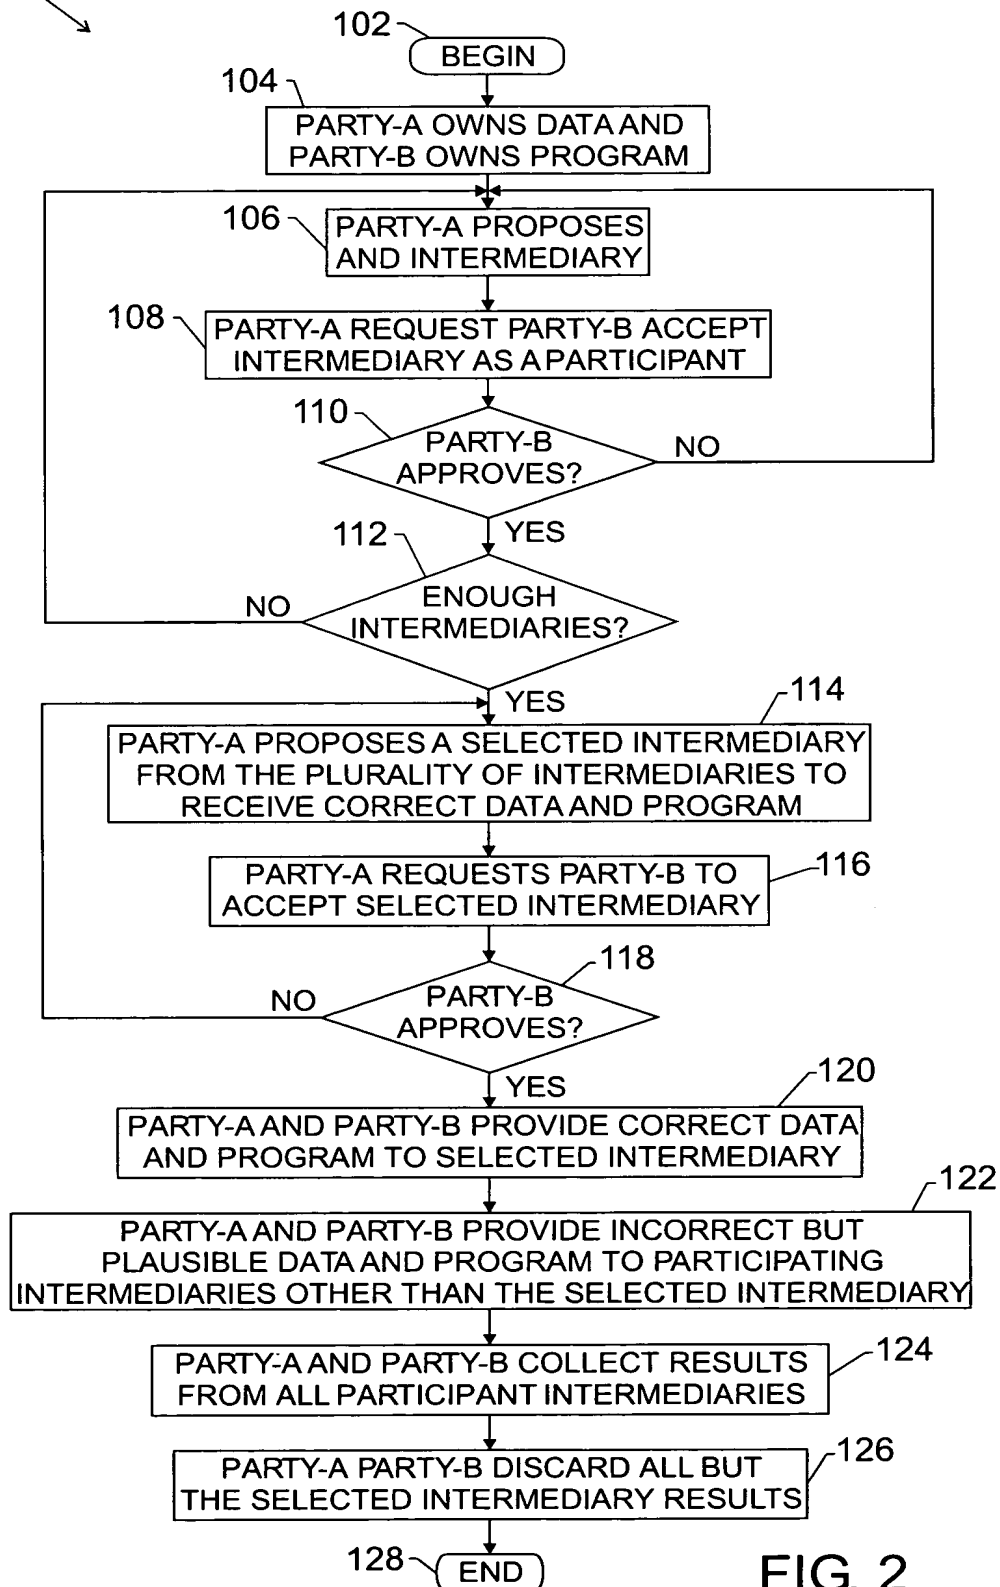 102
BEGIN
104
PARTY-A OWNS DATA AND
PARTY-B OWNS PROGRAM
106
PARTY-A PROPOSES
AND INTERMEDIARY
108
PARTY-A REQUEST PARTY-B ACCEPT
INTERMEDIARY AS A PARTICIPANT
110
PARTY-B
APPROVES?
NO
YES
112
ENOUGH
INTERMEDIARIES?
NO
YES
114
PARTY-A PROPOSES A SELECTED INTERMEDIARY
FROM THE PLURALITY OF INTERMEDIARIES TO
RECEIVE CORRECT DATA AND PROGRAM
116
PARTY-A REQUESTS PARTY-B TO
ACCEPT SELECTED INTERMEDIARY
118
PARTY-B
APPROVES?
NO
YES
120
PARTY-A AND PARTY-B PROVIDE CORRECT DATA
AND PROGRAM TO SELECTED INTERMEDIARY
122
PARTY-A AND PARTY-B PROVIDE INCORRECT BUT
PLAUSIBLE DATA AND PROGRAM TO PARTICIPATING
INTERMEDIARIES OTHER THAN THE SELECTED INTERMEDIARY
124
PARTY-A AND PARTY-B COLLECT RESULTS
FROM ALL PARTICIPANT INTERMEDIARIES
126
PARTY-A PARTY-B DISCARD ALL BUT
THE SELECTED INTERMEDIARY RESULTS
128
END
FIG. 2